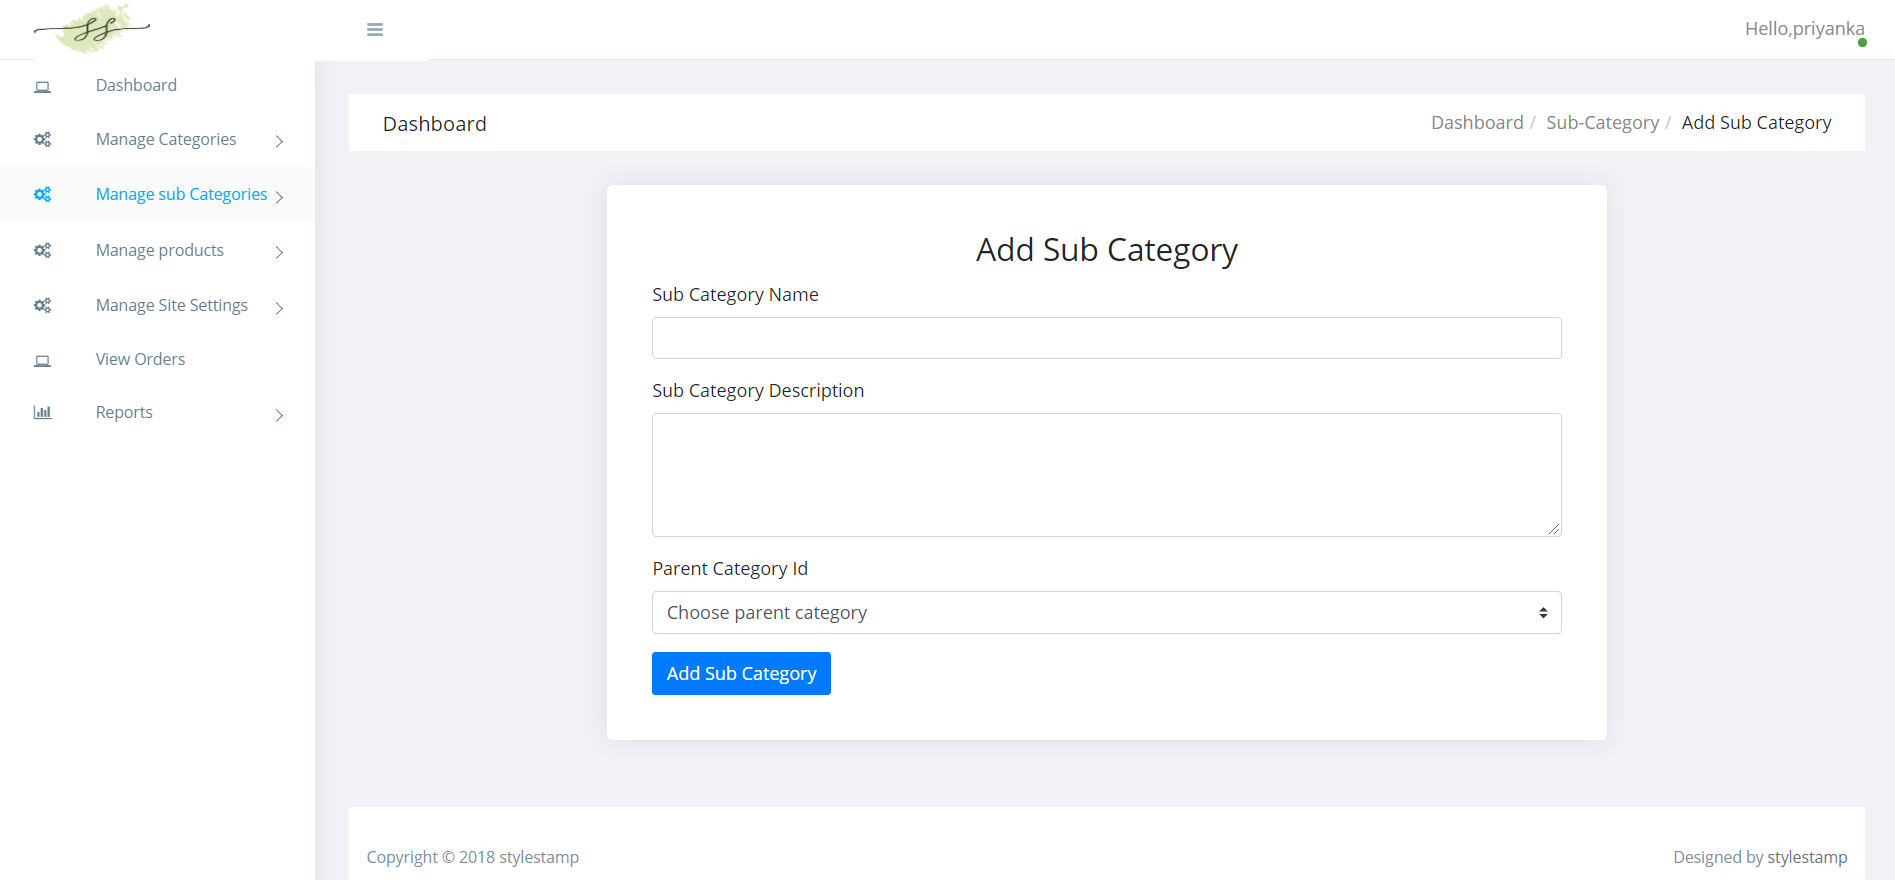 SS
Hello,priyanka
Dashboard
Manage Categories
Manage sub Categories
Manage products
Manage Site Settings
View Orders
Reports
Dashboard
Dashboard / Sub-Category / Add Sub Category
Add Sub Category
Sub Category Name
Sub Category Description
Parent Category Id
Choose parent category
Add Sub Category
Copyright © 2018 stylestamp
Designed by stylestamp